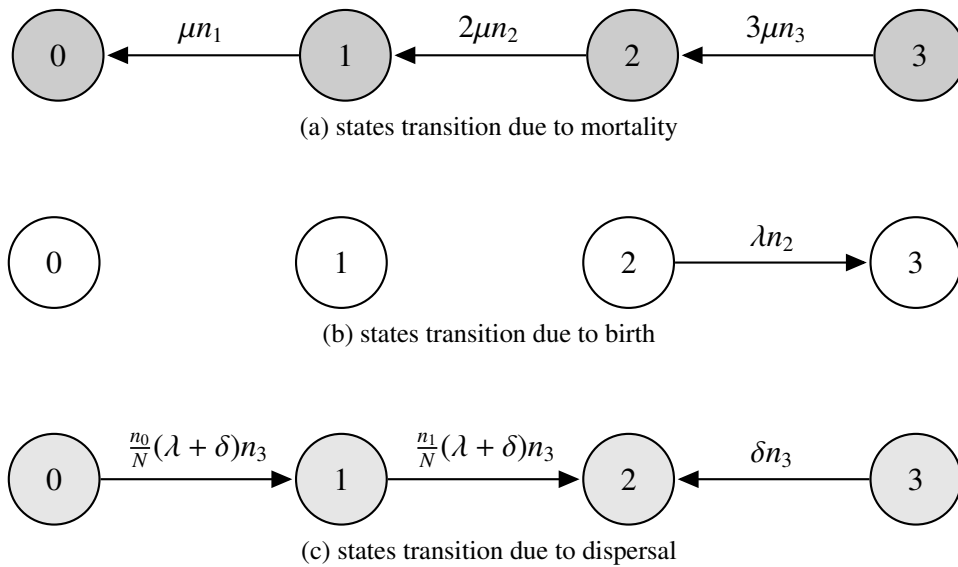 μn₁ 2μn₂ 3μn₃
0 1 2 3
(a) states transition due to mortality
λn₂
0 1 2 3
(b) states transition due to birth
n₀/N (λ + δ)n₃ n₁/N (λ + δ)n₃ δn₃
0 1 2 3
(c) states transition due to dispersal